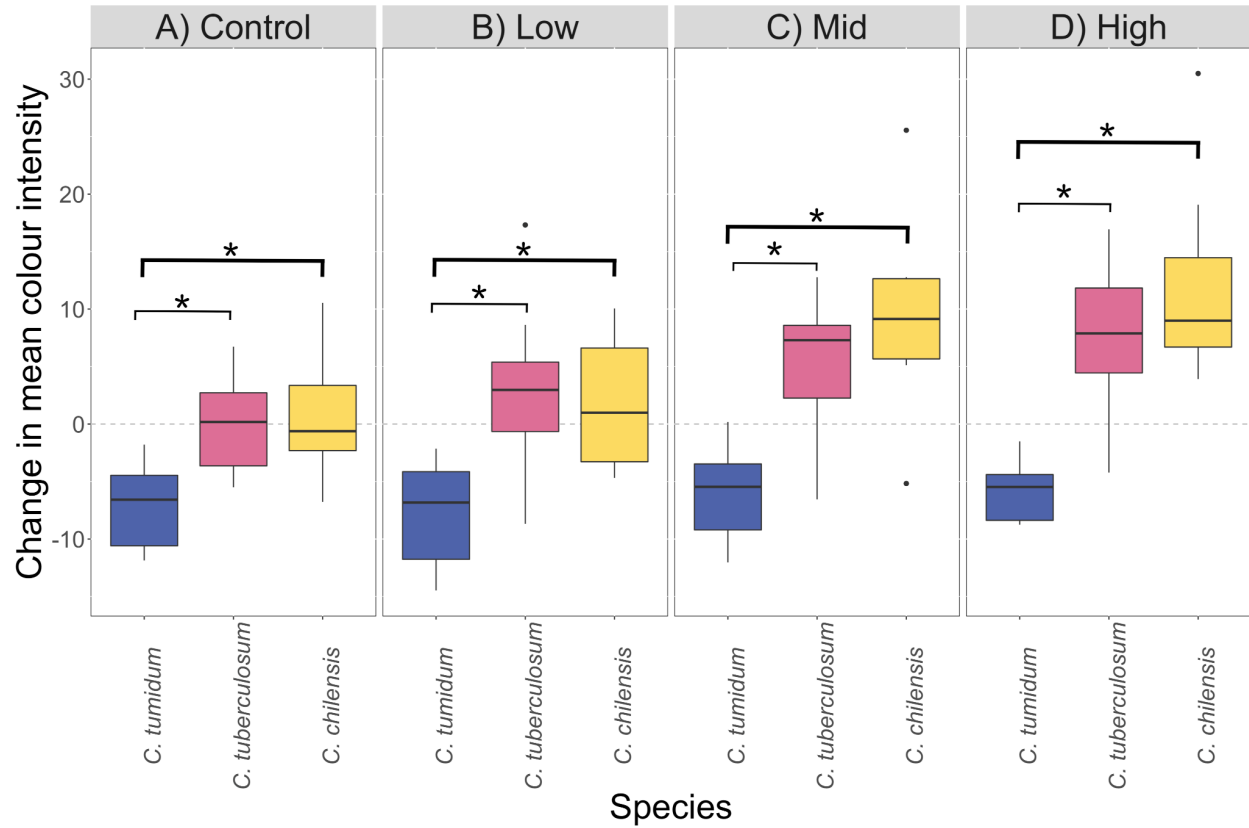 A) Control
B) Low
C) Mid
D) High
Change in mean colour intensity
30
20
10
0
-10
*
*
*
*
*
*
*
*
C. tumidum
C. tuberculosum
C. chilensis
C. tumidum
C. tuberculosum
C. chilensis
C. tumidum
C. tuberculosum
C. chilensis
C. tumidum
C. tuberculosum
C. chilensis
Species